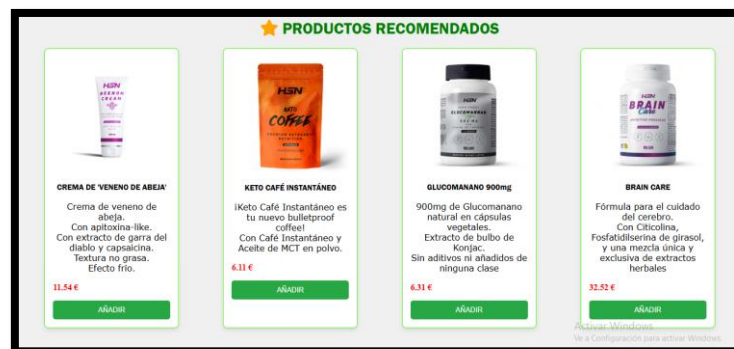 PRODUCTOS RECOMENDADOS
HSN
BEENOM
CREAM
CREMA DE 'VENENO DE ABEJA'
Crema de veneno de
abeja.
Con apitoxina-like.
Con extracto de garra del
diablo y capsaicina.
Textura no grasa.
Efecto frío.
11.54 €
AÑADIR
HSN
KETO
COFFEE
KETO CAFÉ INSTANTÁNEO
¡Keto Café Instantáneo es
tu nuevo bulletproof
coffee!
Con Café Instantáneo y
Aceite de MCT en polvo.
6.11 €
AÑADIR
HSN
GLUCOMANNAN
GLUCOMANANO 900mg
900mg de Glucomanano
natural en cápsulas
vegetales.
Extracto de bulbo de
Konjac.
Sin aditivos ni añadidos de
ninguna clase
6.31 €
AÑADIR
HSN
BRAIN
Care
BRAIN CARE
Fórmula para el cuidado
del cerebro.
Con Citicolina,
Fosfatidilserina de girasol,
y una mezcla única y
exclusiva de extractos
herbales
32.52 €
AÑADIR
Activar Windows
Ve a Configuración para activar Windows.